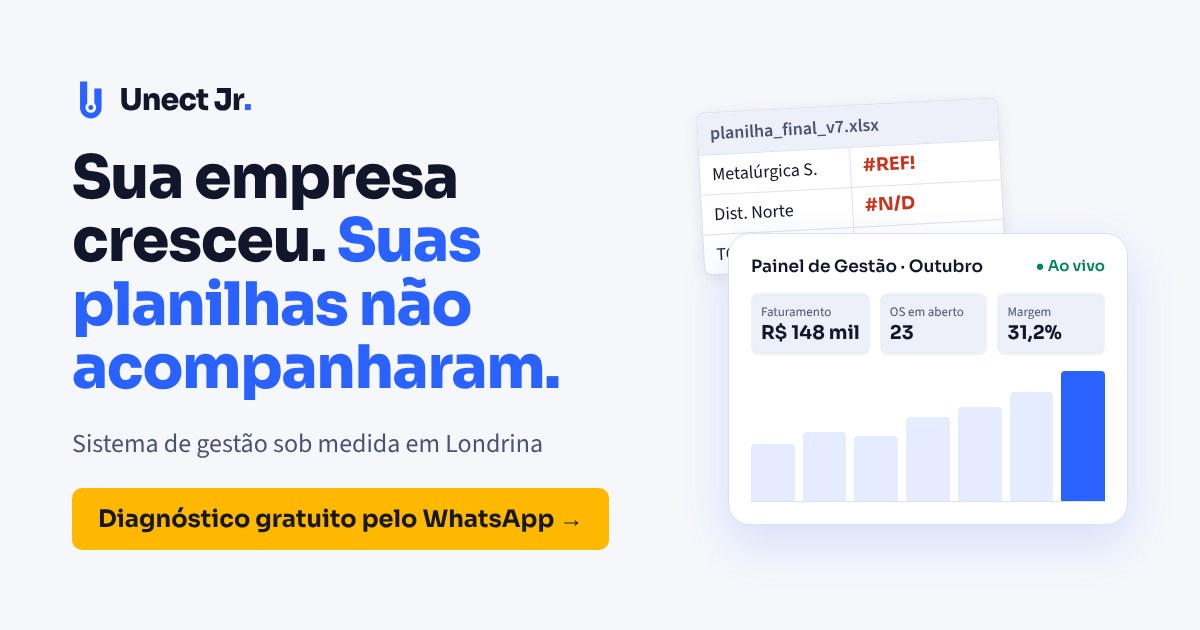 Unect Jr.
Sua empresa
cresceu. Suas
planilhas não
acompanharam.
Sistema de gestão sob medida em Londrina
Diagnóstico gratuito pelo WhatsApp →
planilha_final_v7.xlsx
Metalúrgica S. #REF!
Dist. Norte #N/D
Painel de Gestão · Outubro • Ao vivo
Faturamento OS em aberto Margem
R$ 148 mil 23 31,2%